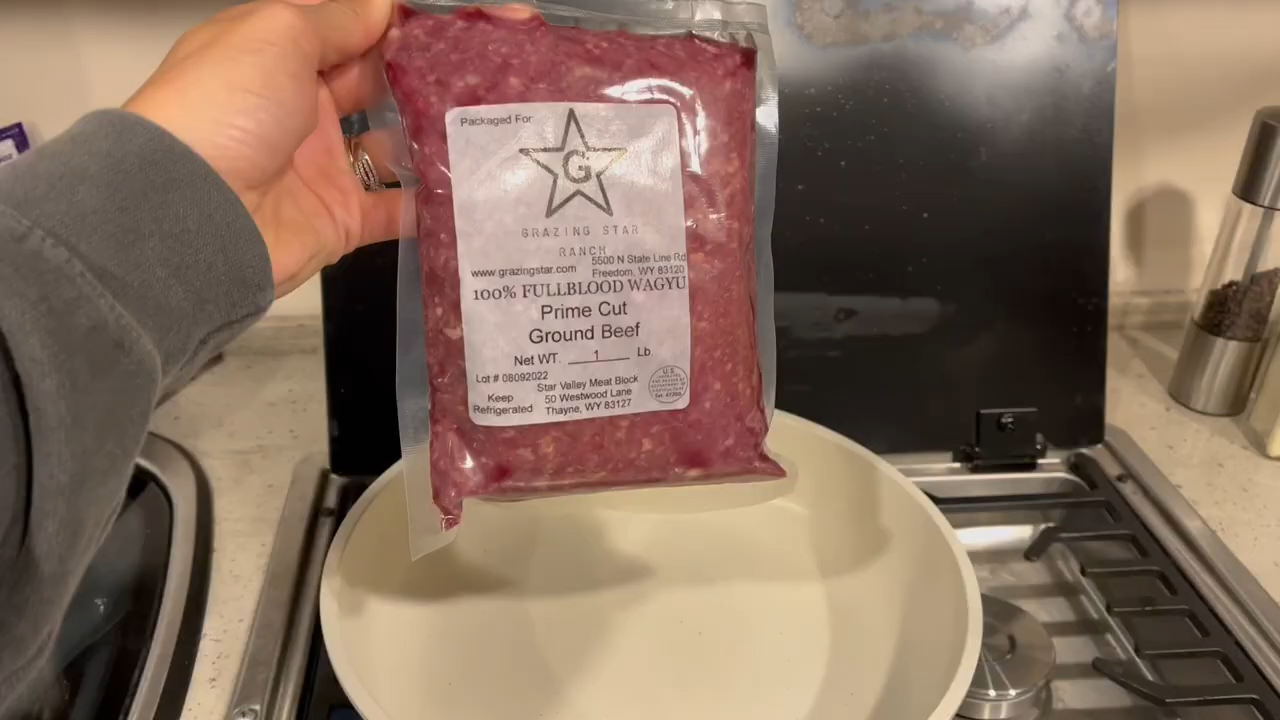 Packaged For
G
GRAZING STAR
RANCH
5500 N State Line Rd
www.grazingstar.com Freedom, WY 83120
100% FULLBLOOD WAGYU
Prime Cut
Ground Beef
Net WT. 1 Lb
Lot # 08092022
Keep
Refrigerated
Star Valley Meat Block
50 Westwood Lane
Thayne, WY 83127
U.S.